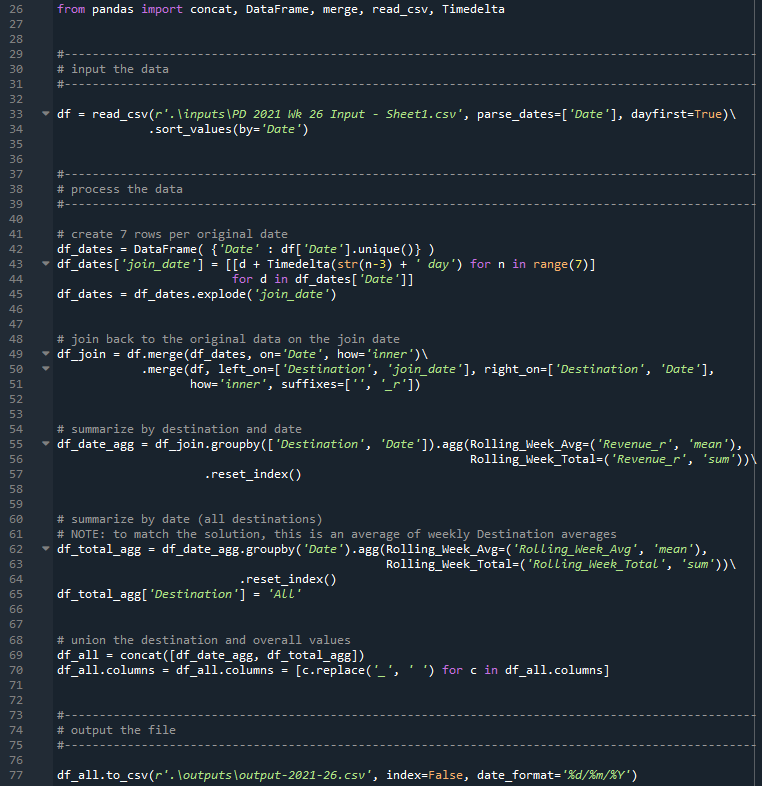 26 from pandas import concat, DataFrame, merge, read_csv, Timedelta
27
28
29 #---------------------------------------------------------------------------------------------------
30 # input the data
31 #---------------------------------------------------------------------------------------------------
32
33 df = read_csv(r'.\inputs\PD 2021 Wk 26 Input - Sheet1.csv', parse_dates=['Date'], dayfirst=True)\
34              .sort_values(by='Date')
35
36
37 #---------------------------------------------------------------------------------------------------
38 # process the data
39 #---------------------------------------------------------------------------------------------------
40
41 # create 7 rows per original date
42 df_dates = DataFrame( {'Date' : df['Date'].unique()} )
43 df_dates['join_date'] = [[d + Timedelta(str(n-3) + ' day') for n in range(7)]
44                          for d in df_dates['Date']]
45 df_dates = df_dates.explode('join_date')
46
47
48 # join back to the original data on the join date
49 df_join = df.merge(df_dates, on='Date', how='inner')\
50             .merge(df, left_on=['Destination', 'join_date'], right_on=['Destination', 'Date'],
51                    how='inner', suffixes=['', '_r'])
52
53
54 # summarize by destination and date
55 df_date_agg = df_join.groupby(['Destination', 'Date']).agg(Rolling_Week_Avg=('Revenue_r', 'mean'),
56                                                            Rolling_Week_Total=('Revenue_r', 'sum'))\
57                      .reset_index()
58
59
60 # summarize by date (all destinations)
61 # NOTE: to match the solution, this is an average of weekly Destination averages
62 df_total_agg = df_date_agg.groupby('Date').agg(Rolling_Week_Avg=('Rolling_Week_Avg', 'mean'),
63                                                Rolling_Week_Total=('Rolling_Week_Total', 'sum'))\
64                           .reset_index()
65 df_total_agg['Destination'] = 'All'
66
67
68 # union the destination and overall values
69 df_all = concat([df_date_agg, df_total_agg])
70 df_all.columns = df_all.columns = [c.replace('_', ' ') for c in df_all.columns]
71
72
73 #---------------------------------------------------------------------------------------------------
74 # output the file
75 #---------------------------------------------------------------------------------------------------
76
77 df_all.to_csv(r'.\outputs\output-2021-26.csv', index=False, date_format='%d/%m/%Y')